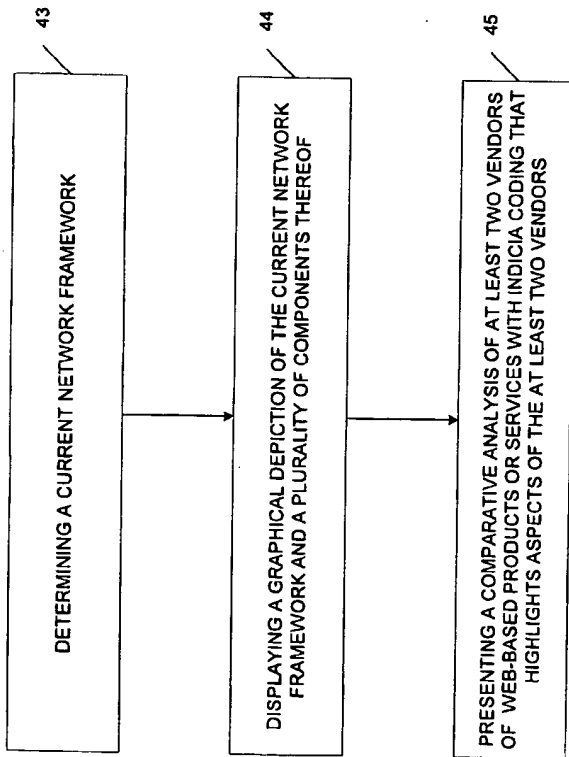 43
DETERMINING A CURRENT NETWORK FRAMEWORK
44
DISPLAYING A GRAPHICAL DEPICTION OF THE CURRENT NETWORK
FRAMEWORK AND A PLURALITY OF COMPONENTS THEREOF
45
PRESENTING A COMPARATIVE ANALYSIS OF AT LEAST TWO VENDORS
OF WEB-BASED PRODUCTS OR SERVICES WITH INDICIA CODING THAT
HIGHLIGHTS ASPECTS OF THE AT LEAST TWO VENDORS